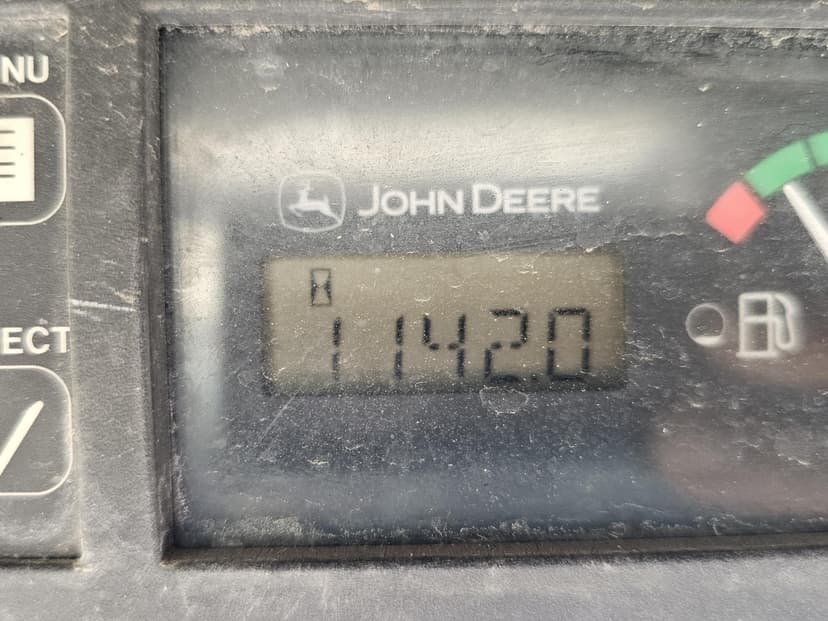 NU
JOHN DEERE
1142.0
ECT